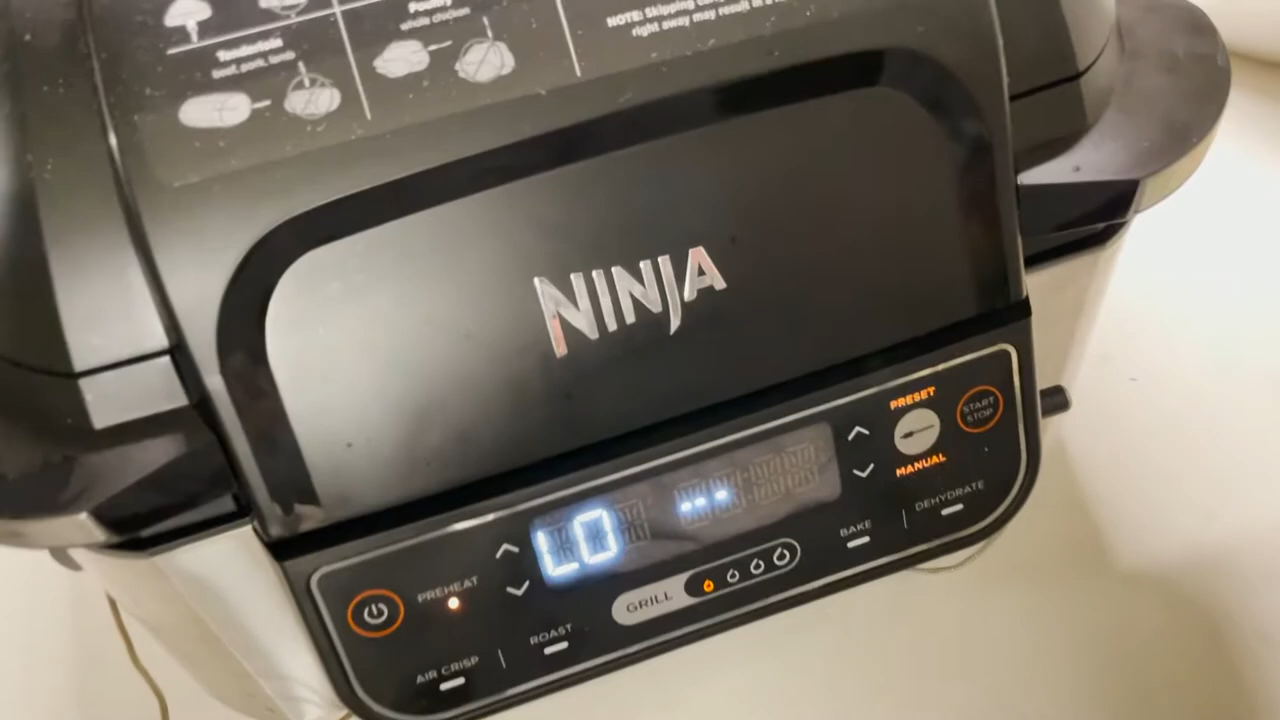 Poultry
whole chicken
Tenderloin
beef, pork, lamb
NOTE: Skipping
right away may result in a
NINJA
PRESET
START
STOP
MANUAL
LO
---
PREHEAT
GRILL
BAKE
DEHYDRATE
ROAST
AIR CRISP